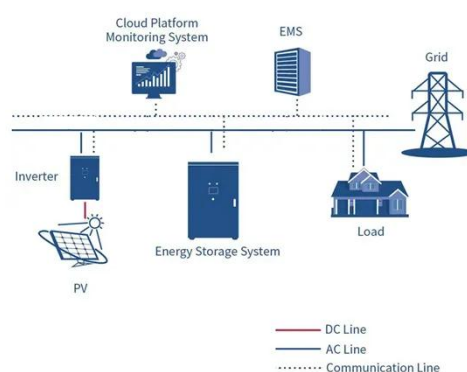 Cloud Platform
Monitoring System
EMS
Grid
Inverter
Energy Storage System
Load
PV
DC Line
AC Line
Communication Line